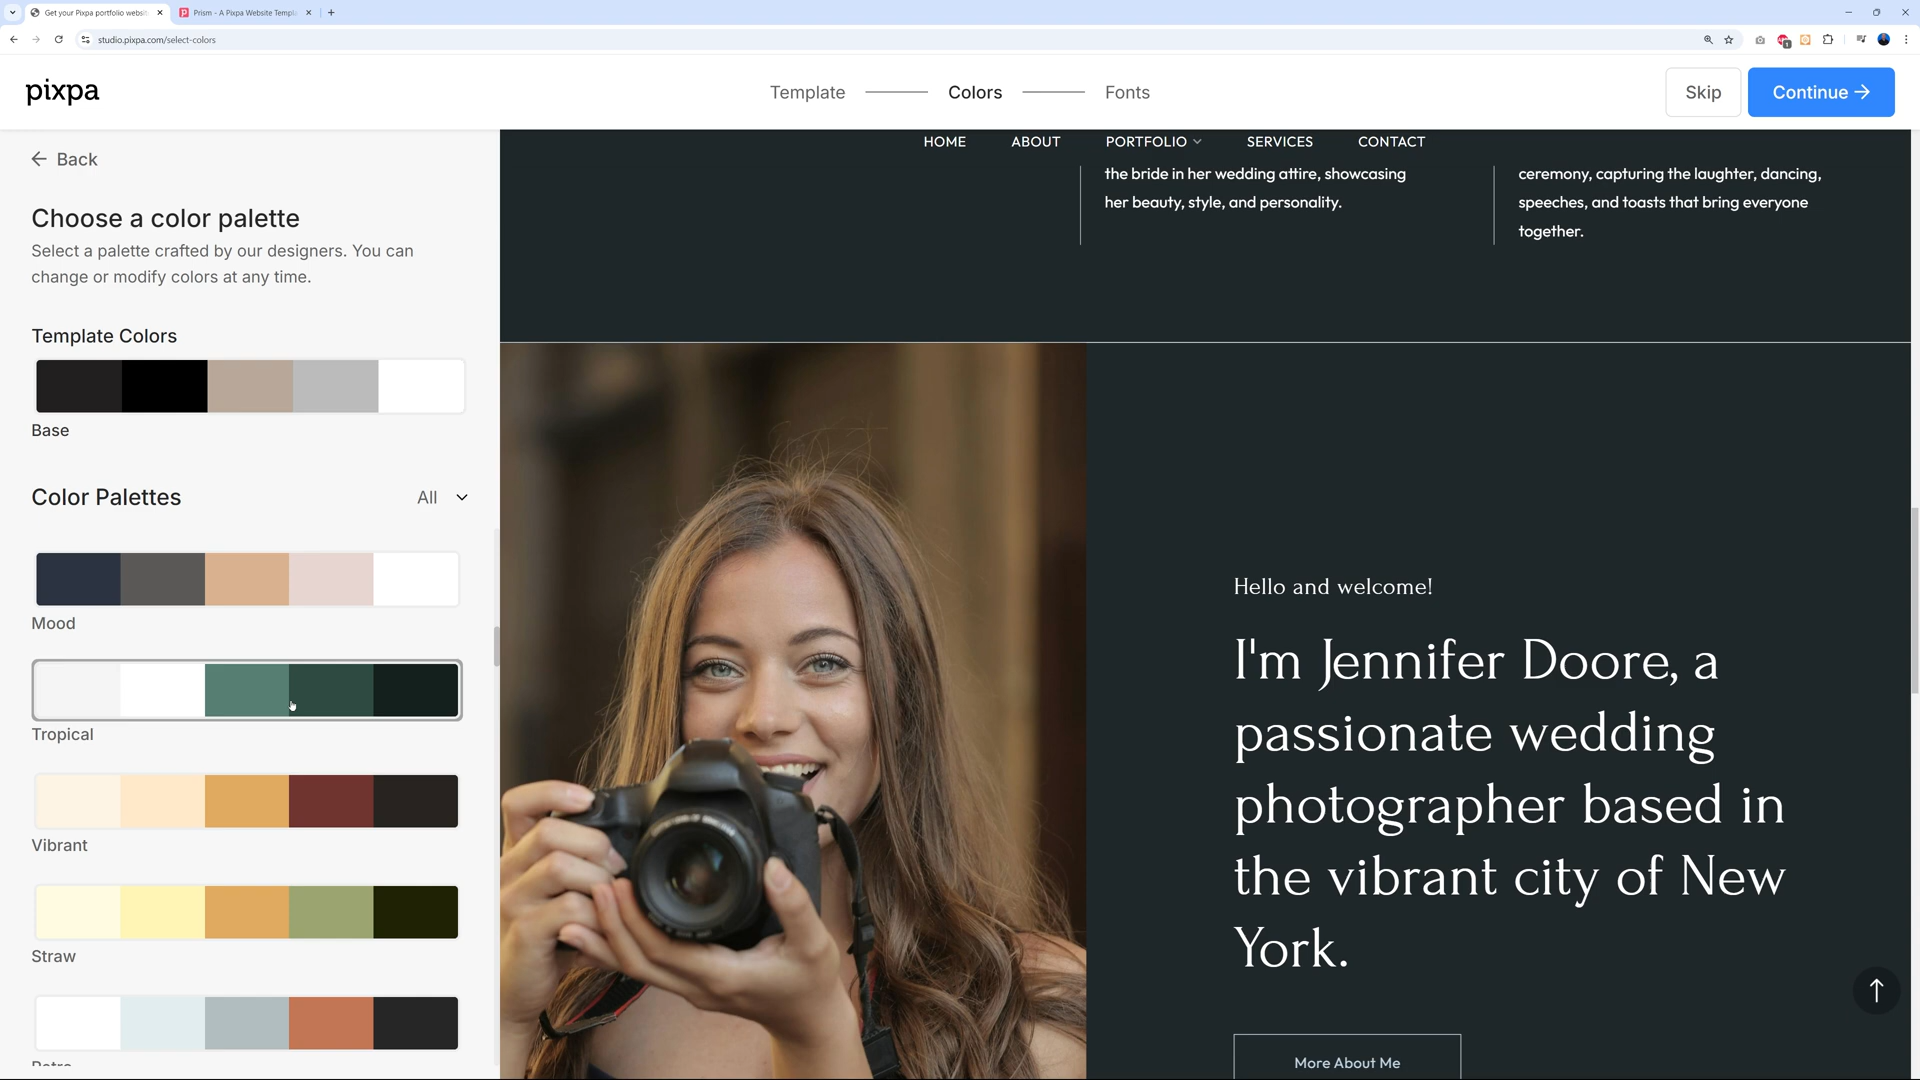 Get your Pixpa portfolio websit
Prism - A Pixpa Website Templa
studio.pixpa.com/select-colors
pixpa
Template
Colors
Fonts
Skip
Continue →
← Back
Choose a color palette
Select a palette crafted by our designers. You can
change or modify colors at any time.
Template Colors
Base
Color Palettes
All
Mood
Tropical
Vibrant
Straw
HOME
ABOUT
PORTFOLIO
SERVICES
CONTACT
the bride in her wedding attire, showcasing
her beauty, style, and personality.
ceremony, capturing the laughter, dancing,
speeches, and toasts that bring everyone
together.
Hello and welcome!
I'm Jennifer Doore, a
passionate wedding
photographer based in
the vibrant city of New
York.
More About Me